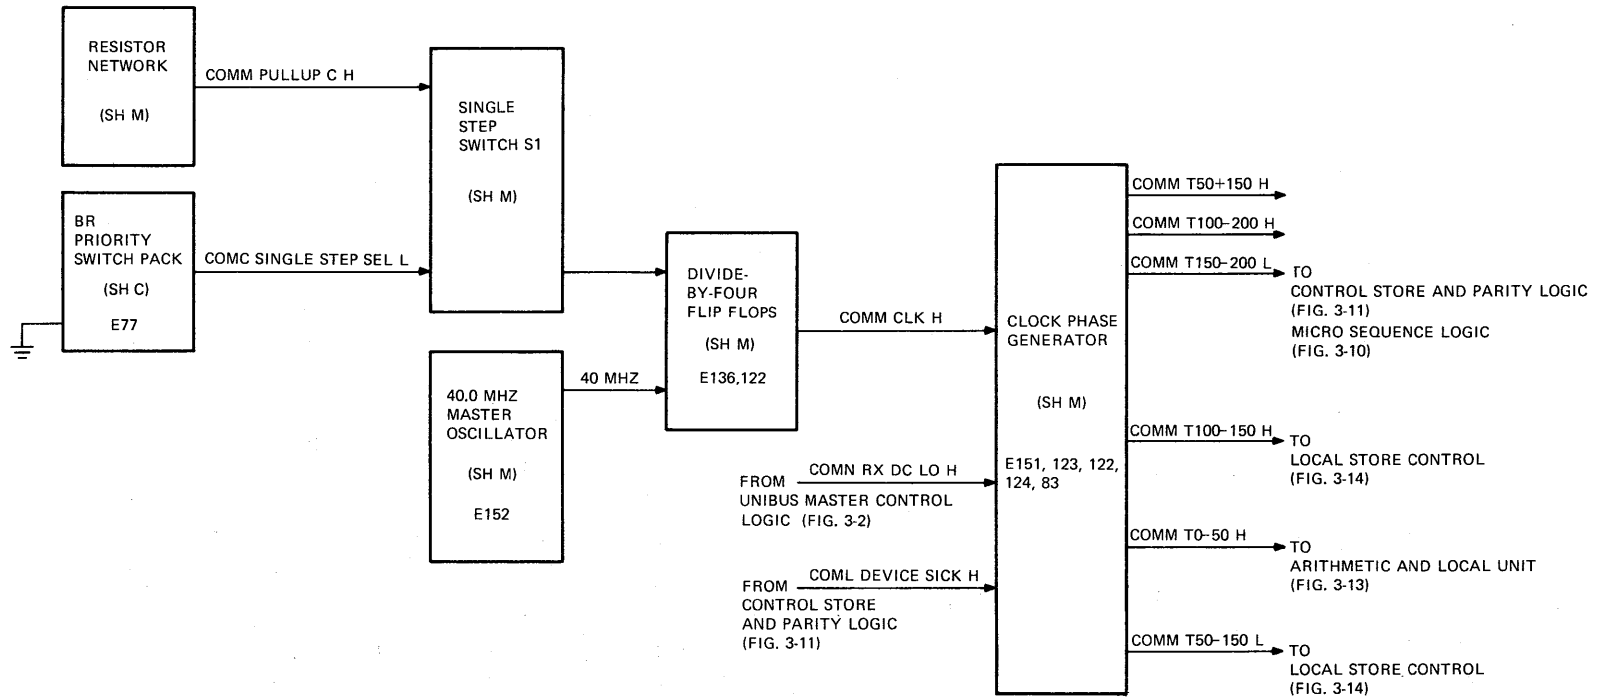 RESISTOR
NETWORK
(SH M)
COMM PULLUP C H
BR
PRIORITY
SWITCH PACK
(SH C)
E77
COMC SINGLE STEP SEL L
SINGLE
STEP
SWITCH S1
(SH M)
40.0 MHZ
MASTER
OSCILLATOR
(SH M)
E152
40 MHZ
DIVIDE-
BY-FOUR
FLIP FLOPS
(SH M)
E136,122
COMM CLK H
FROM
COMN RX DC LO H
UNIBUS MASTER CONTROL
LOGIC (FIG. 3-2)
FROM
COML DEVICE SICK H
CONTROL STORE
AND PARITY LOGIC
(FIG. 3-11)
CLOCK PHASE
GENERATOR
(SH M)
E151, 123, 122,
124, 83
COMM T50+150 H
COMM T100-200 H
COMM T150-200 L
TO
CONTROL STORE AND PARITY LOGIC
(FIG. 3-11)
MICRO SEQUENCE LOGIC
(FIG. 3-10)
COMM T100-150 H
TO
LOCAL STORE CONTROL
(FIG. 3-14)
COMM T0-50 H
TO
ARITHMETIC AND LOCAL UNIT
(FIG. 3-13)
COMM T50-150 L
TO
LOCAL STORE CONTROL
(FIG. 3-14)